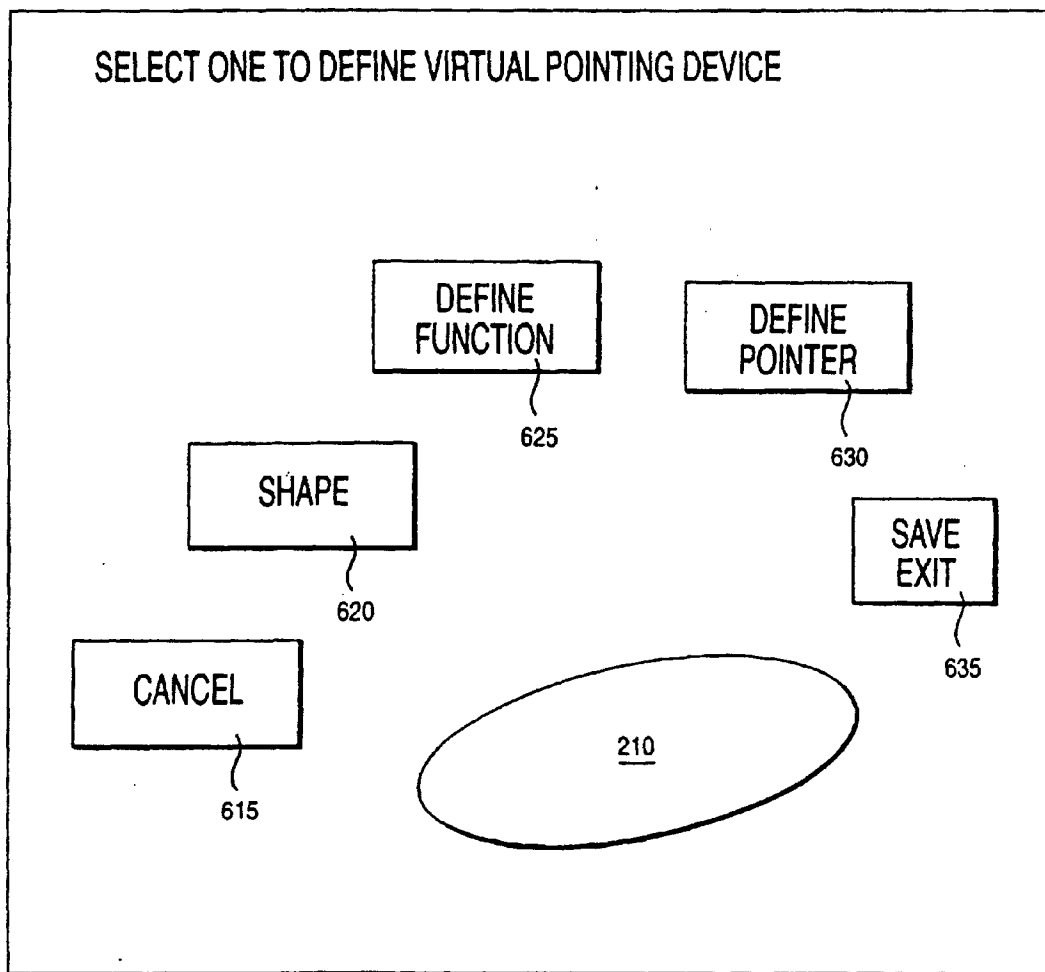 SELECT ONE TO DEFINE VIRTUAL POINTING DEVICE
DEFINE
FUNCTION
625
DEFINE
POINTER
630
SHAPE
620
SAVE
EXIT
635
CANCEL
615
210